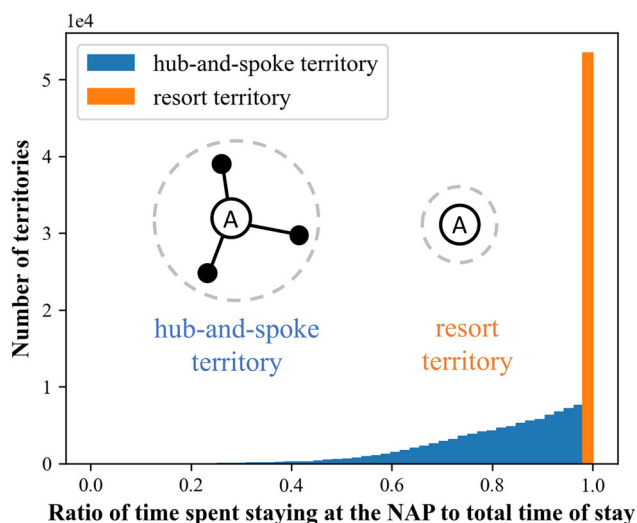 1e4
hub-and-spoke territory
resort territory
5
4
3
2
1
0
Number of territories
A
A
hub-and-spoke
territory
resort
territory
0.0 0.2 0.4 0.6 0.8 1.0
Ratio of time spent staying at the NAP to total time of stay